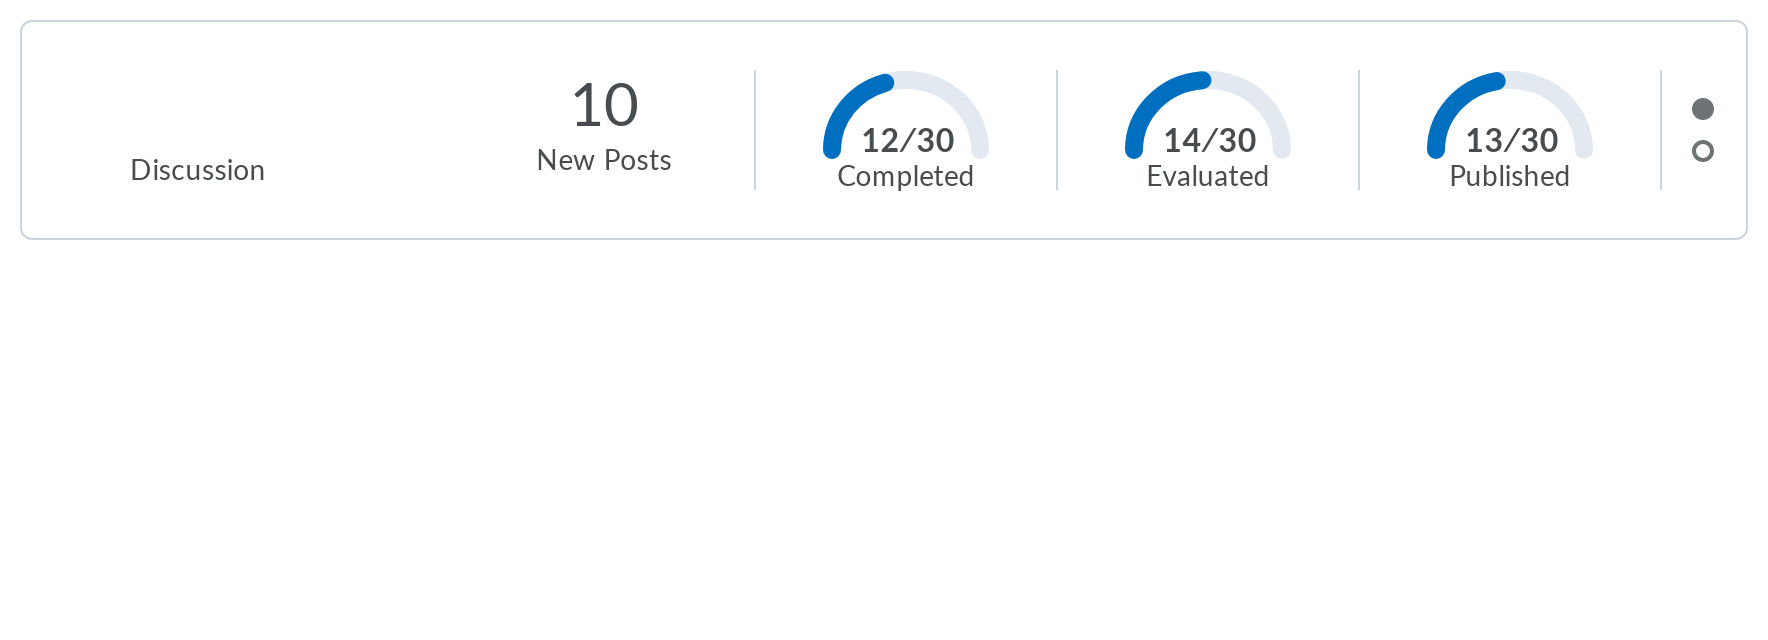 Discussion
10
New Posts
12/30
Completed
14/30
Evaluated
13/30
Published